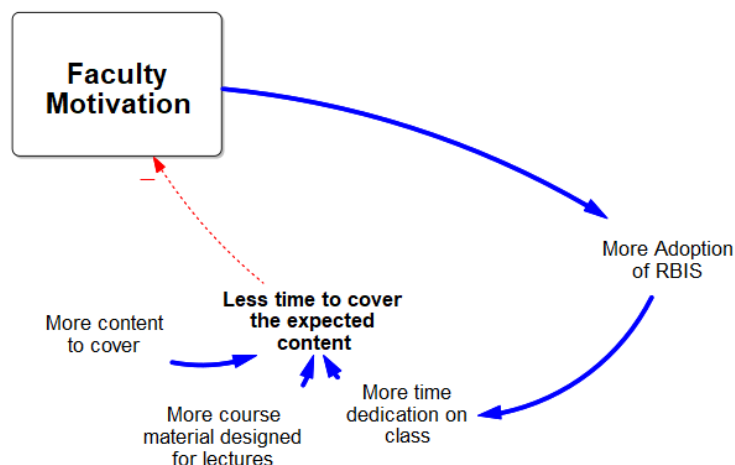 Faculty
Motivation
More Adoption
of RBIS
Less time to cover
the expected
content
More content
to cover
More time
dedication on
class
More course
material designed
for lectures